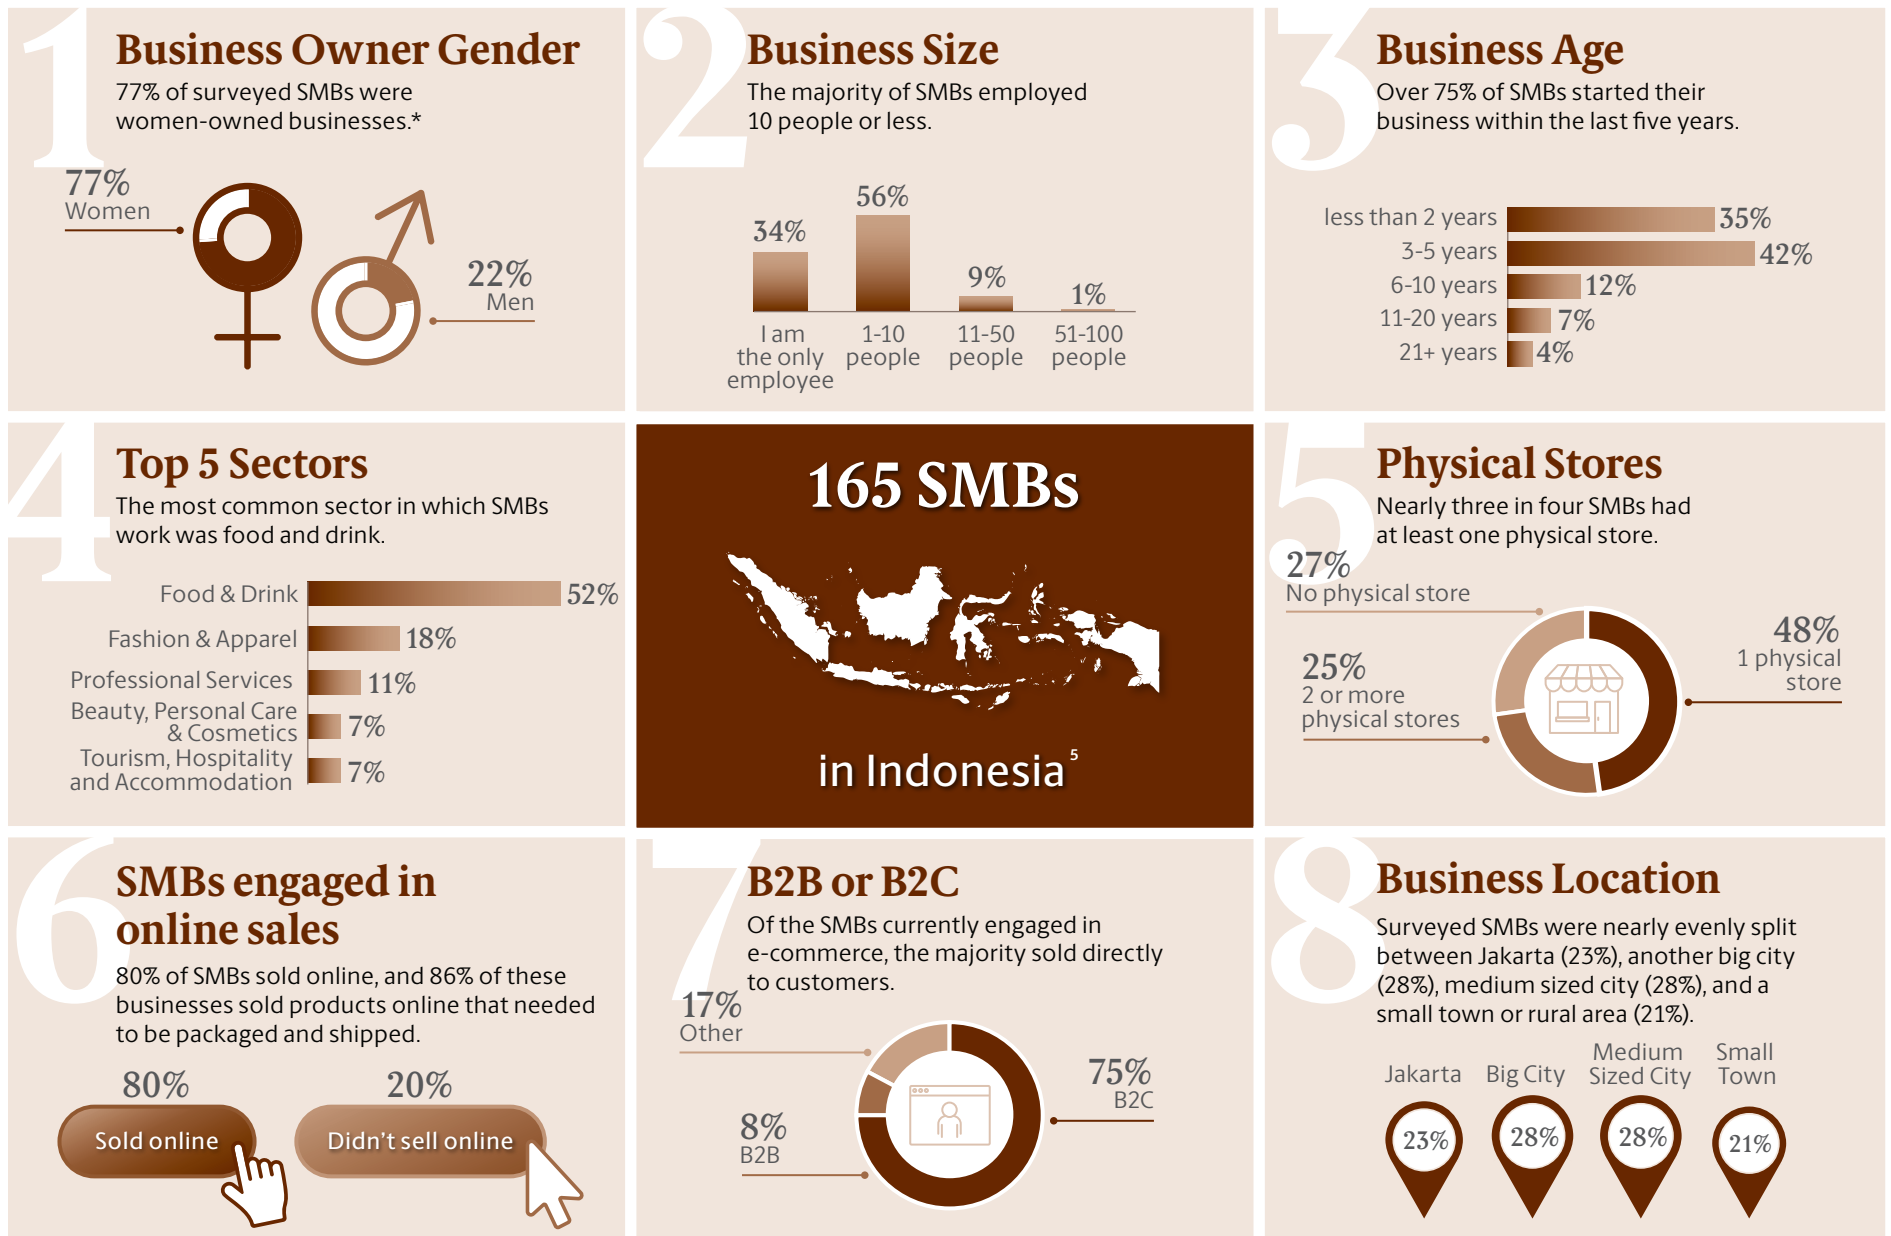 1
Business Owner Gender
77% of surveyed SMBs were
women-owned businesses.*
77%
Women
22%
Men
2
Business Size
The majority of SMBs employed
10 people or less.
34%
56%
9%
1%
I am
the only
employee
1-10
people
11-50
people
51-100
people
3
Business Age
Over 75% of SMBs started their
business within the last five years.
less than 2 years 35%
3-5 years 42%
6-10 years 12%
11-20 years 7%
21+ years 4%
4
Top 5 Sectors
The most common sector in which SMBs
work was food and drink.
Food & Drink 52%
Fashion & Apparel 18%
Professional Services 11%
Beauty, Personal Care
& Cosmetics 7%
Tourism, Hospitality
and Accommodation 7%
165 SMBs
in Indonesia⁵
5
Physical Stores
Nearly three in four SMBs had
at least one physical store.
27%
No physical store
25%
2 or more
physical stores
48%
1 physical
store
6
SMBs engaged in
online sales
80% of SMBs sold online, and 86% of these
businesses sold products online that needed
to be packaged and shipped.
80%
Sold online
20%
Didn't sell online
7
B2B or B2C
Of the SMBs currently engaged in
e-commerce, the majority sold directly
to customers.
17%
Other
8%
B2B
75%
B2C
8
Business Location
Surveyed SMBs were nearly evenly split
between Jakarta (23%), another big city
(28%), medium sized city (28%), and a
small town or rural area (21%).
Jakarta
Big City
Medium
Sized City
Small
Town
23%
28%
28%
21%